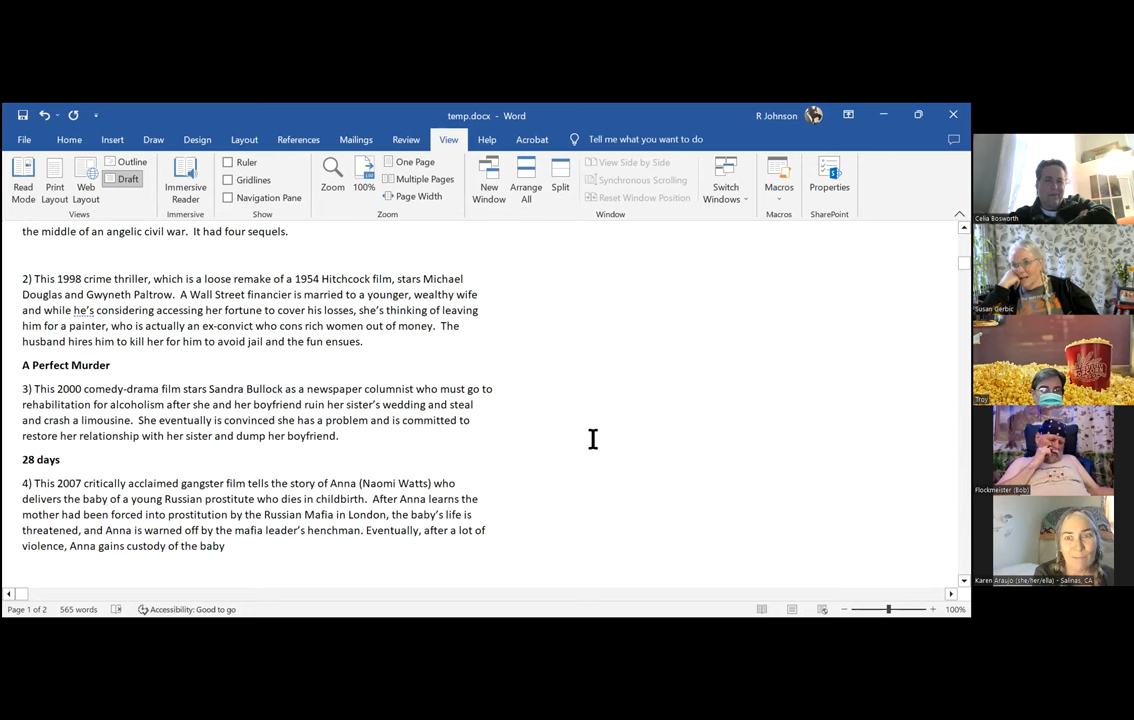 temp.docx - Word
R Johnson
File Home Insert Draw Design Layout References Mailings Review View Help Acrobat Tell me what you want to do
Read Mode
Print Layout
Web Layout
Outline
Draft
Views
Immersive Reader
Immersive
Ruler
Gridlines
Navigation Pane
Show
Zoom
100%
One Page
Multiple Pages
Page Width
Zoom
New Window
Arrange All
Split
View Side by Side
Synchronous Scrolling
Reset Window Position
Window
Switch Windows
Macros
Macros
Properties
SharePoint
the middle of an angelic civil war. It had four sequels.
2) This 1998 crime thriller, which is a loose remake of a 1954 Hitchcock film, stars Michael
Douglas and Gwyneth Paltrow. A Wall Street financier is married to a younger, wealthy wife
and while he's considering accessing her fortune to cover his losses, she's thinking of leaving
him for a painter, who is actually an ex-convict who cons rich women out of money. The
husband hires him to kill her for him to avoid jail and the fun ensues.
A Perfect Murder
3) This 2000 comedy-drama film stars Sandra Bullock as a newspaper columnist who must go to
rehabilitation for alcoholism after she and her boyfriend ruin her sister's wedding and steal
and crash a limousine. She eventually is convinced she has a problem and is committed to
restore her relationship with her sister and dump her boyfriend.
28 days
4) This 2007 critically acclaimed gangster film tells the story of Anna (Naomi Watts) who
delivers the baby of a young Russian prostitute who dies in childbirth. After Anna learns the
mother had been forced into prostitution by the Russian Mafia in London, the baby's life is
threatened, and Anna is warned off by the mafia leader's henchman. Eventually, after a lot of
violence, Anna gains custody of the baby
Page 1 of 2 565 words Accessibility: Good to go 100%
Celia Bosworth
Susan Gerbic
Troy
Flockmeister (Bob)
Karen Araujo (she/her/ella) - Salinas, CA